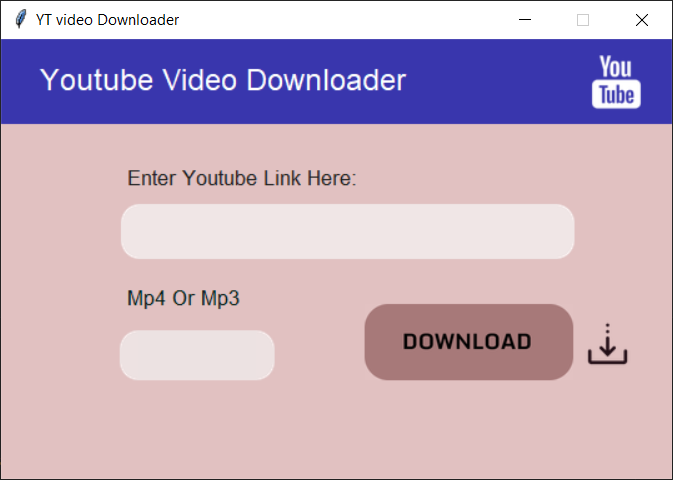 YT video Downloader
Youtube Video Downloader
You
Tube
Enter Youtube Link Here:
Mp4 Or Mp3
DOWNLOAD